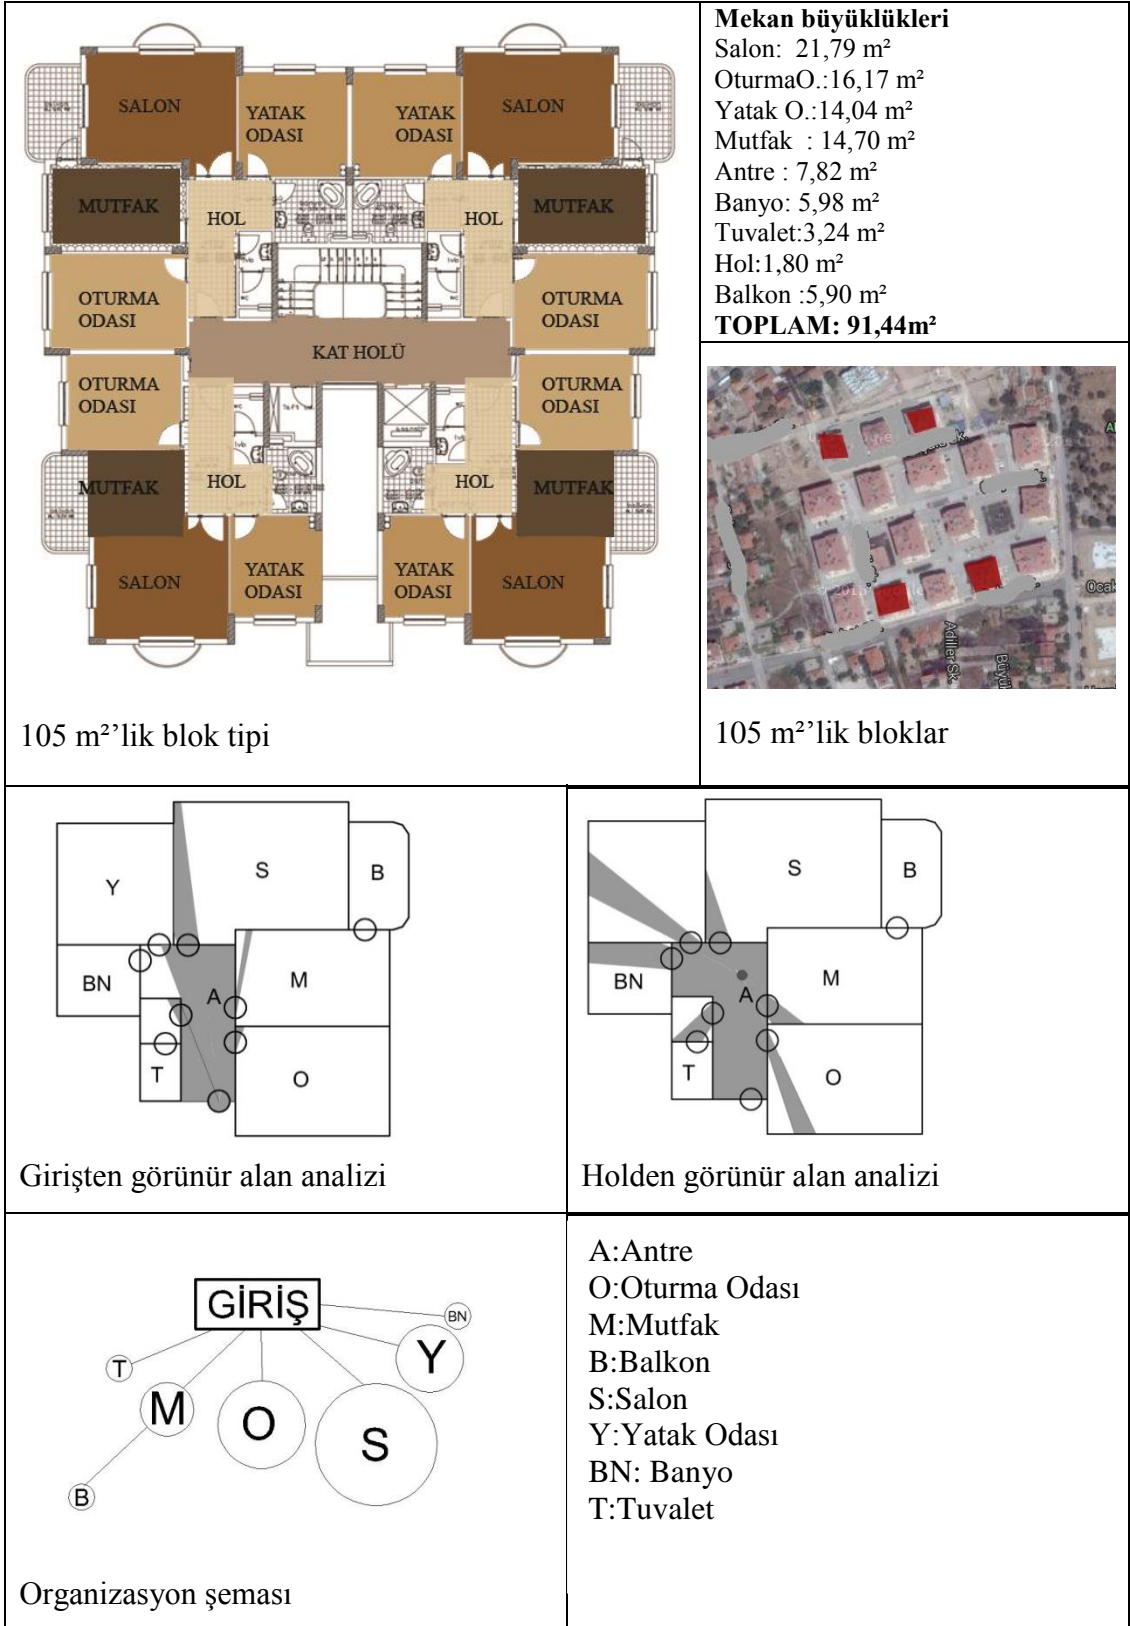 SALON
YATAK
ODASI
YATAK
ODASI
SALON
MUTFAK
HOL
HOL
MUTFAK
OTURMA
ODASI
OTURMA
ODASI
KAT HOLÜ
OTURMA
ODASI
OTURMA
ODASI
MUTFAK
HOL
HOL
MUTFAK
SALON
YATAK
ODASI
YATAK
ODASI
SALON
105 m²’lik blok tipi
Mekan büyüklükleri
Salon: 21,79 m²
OturmaO.:16,17 m²
Yatak O.:14,04 m²
Mutfak : 14,70 m²
Antre : 7,82 m²
Banyo: 5,98 m²
Tuvalet:3,24 m²
Hol:1,80 m²
Balkon :5,90 m²
TOPLAM: 91,44m²
Ocak
Adiller Sk.
Büyük
105 m²’lik bloklar
Y
S
B
BN
A
M
T
O
Girişten görünür alan analizi
S
B
BN
A
M
T
O
Holden görünür alan analizi
GİRİŞ
BN
T
Y
M
O
S
B
Organizasyon şeması
A:Antre
O:Oturma Odası
M:Mutfak
B:Balkon
S:Salon
Y:Yatak Odası
BN: Banyo
T:Tuvalet